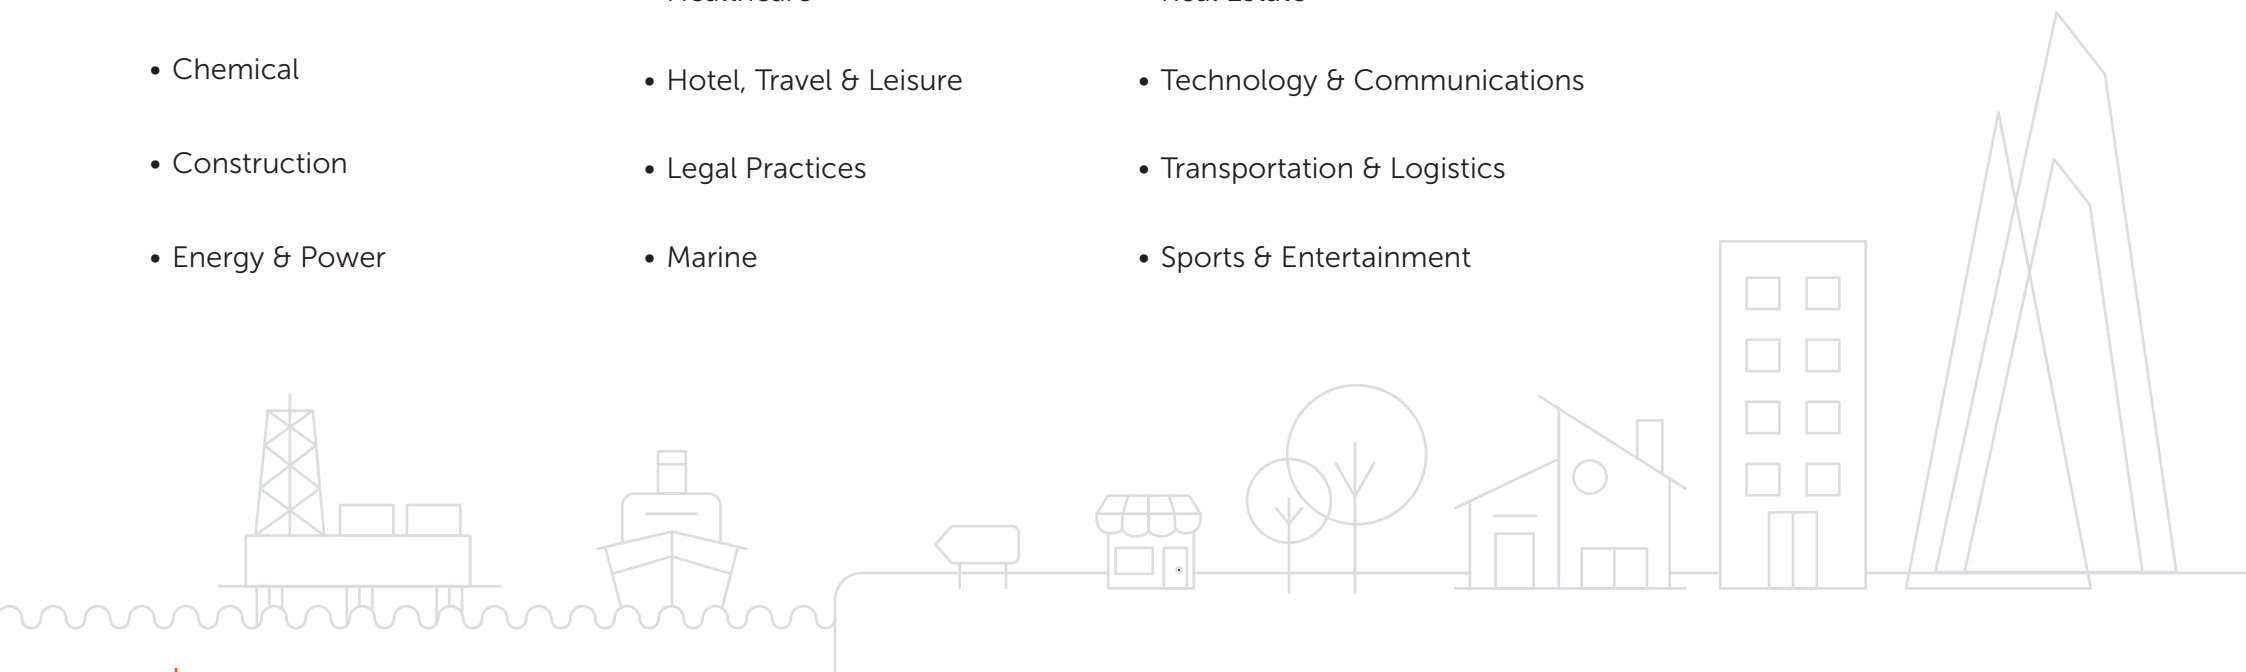 • Chemical
• Construction
• Energy & Power
• Hotel, Travel & Leisure
• Legal Practices
• Marine
• Technology & Communications
• Transportation & Logistics
• Sports & Entertainment